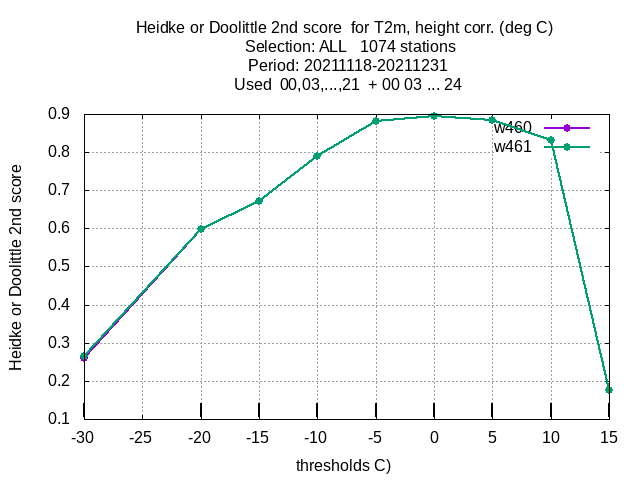 Heidke or Doolittle 2nd score  for T2m, height corr. (deg C)
Selection: ALL   1074 stations
Period: 20211118-20211231
Used  00,03,...,21  + 00 03 ... 24
w460
w461
Heidke or Doolittle 2nd score
0.9
0.8
0.7
0.6
0.5
0.4
0.3
0.2
0.1
-30 -25 -20 -15 -10 -5 0 5 10 15
thresholds C)